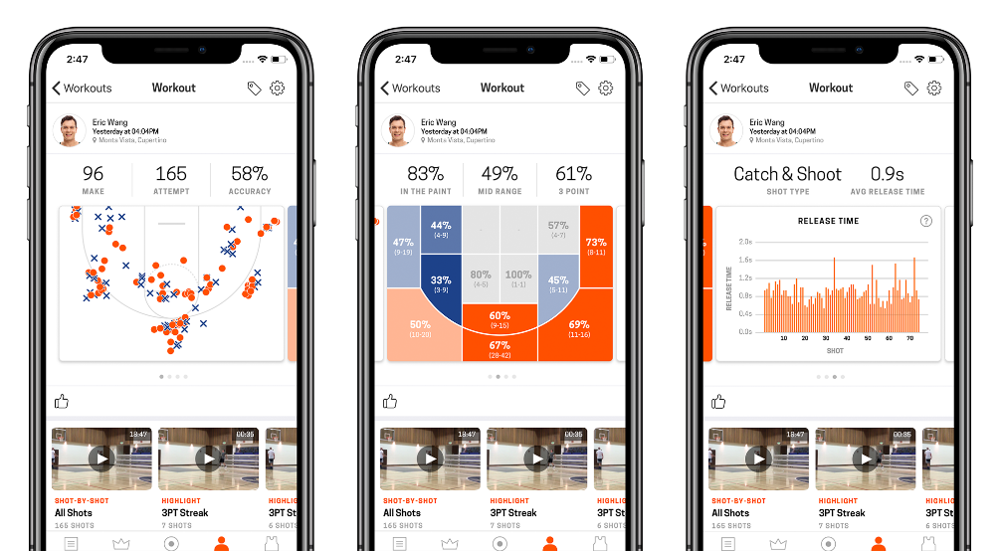 2:47
Workouts
Workout
Eric Wang
Yesterday at 04:04PM
Monta Vista, Cupertino
96
165
58%
MAKE
ATTEMPT
ACCURACY
SHOT-BY-SHOT
HIGHLIGHT
HIGHLIG
18:47
00:35
All Shots
3PT Streak
3PT S
165 SHOTS
7 SHOTS
6 SHOTS
2:47
Workouts
Workout
Eric Wang
Yesterday at 04:04PM
Monta Vista, Cupertino
83%
49%
61%
IN THE PAINT
MID RANGE
3 POINT
47%
(9-19)
44%
(4-9)
57%
(4-7)
73%
(8-11)
33%
(3-9)
80%
(4-5)
100%
(1-1)
45%
(5-11)
50%
(10-20)
60%
(9-15)
69%
(11-16)
67%
(28-42)
18:47
00:35
SHOT-BY-SHOT
HIGHLIGHT
HIGHLIG
All Shots
3PT Streak
3PT S
165 SHOTS
7 SHOTS
6 SHOTS
2:47
Workouts
Workout
Eric Wang
Yesterday at 04:04PM
Monta Vista, Cupertino
Catch & Shoot
0.9s
SHOT TYPE
AVG RELEASE TIME
RELEASE TIME
?
RELEASE TIME
2.0s
1.6s
1.2s
0.8s
0.4s
0.0s
10 20 30 40 50 60 70
SHOT
18:47
00:35
SHOT-BY-SHOT
HIGHLIGHT
HIGHLIG
All Shots
3PT Streak
3PT S
165 SHOTS
7 SHOTS
6 SHOTS